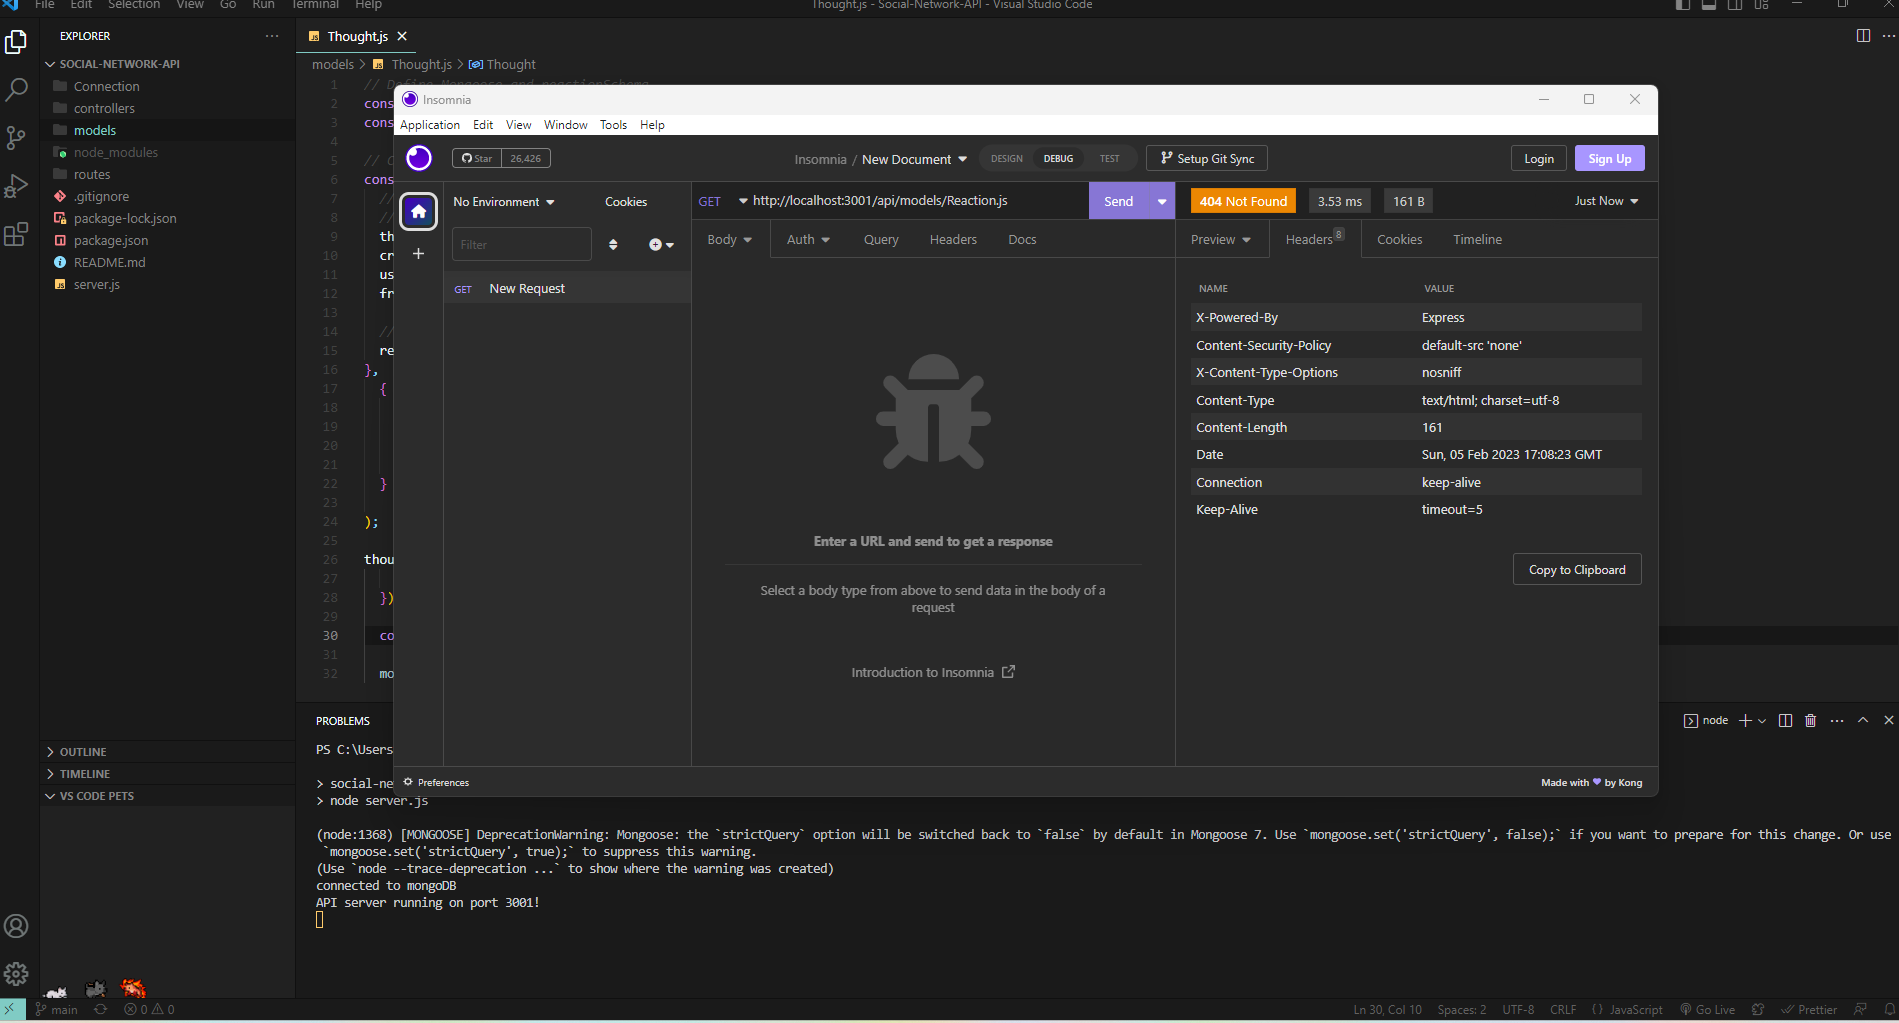 File Edit Selection View Go Run Terminal Help
Thought.js - Social-Network-API - Visual Studio Code
EXPLORER
SOCIAL-NETWORK-API
Connection
controllers
models
node_modules
routes
.gitignore
package-lock.json
package.json
README.md
server.js
OUTLINE
TIMELINE
VS CODE PETS
Thought.js
models > Thought.js > Thought
1
2 cons
3 cons
4
5 // C
6 cons
7 //
8 //
9 th
10 cr
11 us
12 fr
13
14 //
15 re
16 },
17 {
18
19
20
21
22 }
23
24 );
25
26 thou
27
28 })
29
30 co
31
32 mo
Insomnia
Application Edit View Window Tools Help
Star 26,426
Insomnia / New Document
DESIGN DEBUG TEST
Setup Git Sync
Login
Sign Up
No Environment
Cookies
Filter
GET New Request
GET http://localhost:3001/api/models/Reaction.js
Send
Body Auth Query Headers Docs
Enter a URL and send to get a response
Select a body type from above to send data in the body of a
request
Introduction to Insomnia
404 Not Found 3.53 ms 161 B Just Now
Preview Headers 8 Cookies Timeline
NAME VALUE
X-Powered-By Express
Content-Security-Policy default-src 'none'
X-Content-Type-Options nosniff
Content-Type text/html; charset=utf-8
Content-Length 161
Date Sun, 05 Feb 2023 17:08:23 GMT
Connection keep-alive
Keep-Alive timeout=5
Copy to Clipboard
Preferences
Made with ❤ by Kong
PROBLEMS
node
PS C:\Users
> social-ne
> node server.js
(node:1368) [MONGOOSE] DeprecationWarning: Mongoose: the `strictQuery` option will be switched back to `false` by default in Mongoose 7. Use `mongoose.set('strictQuery', false);` if you want to prepare for this change. Or use
`mongoose.set('strictQuery', true);` to suppress this warning.
(Use `node --trace-deprecation ...` to show where the warning was created)
connected to mongoDB
API server running on port 3001!
main 0 0
Ln 30, Col 10 Spaces: 2 UTF-8 CRLF { } JavaScript Go Live Prettier